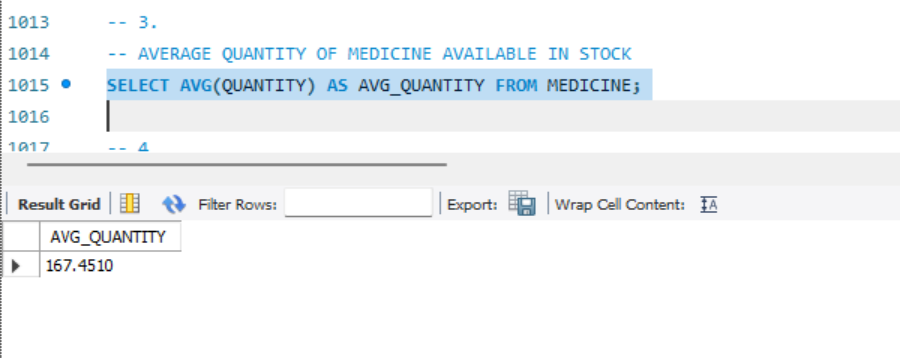 1013 -- 3.
1014 -- AVERAGE QUANTITY OF MEDICINE AVAILABLE IN STOCK
1015 SELECT AVG(QUANTITY) AS AVG_QUANTITY FROM MEDICINE;
1016
1017 -- 4
Result Grid Filter Rows: Export: Wrap Cell Content: IA
AVG_QUANTITY
167.4510